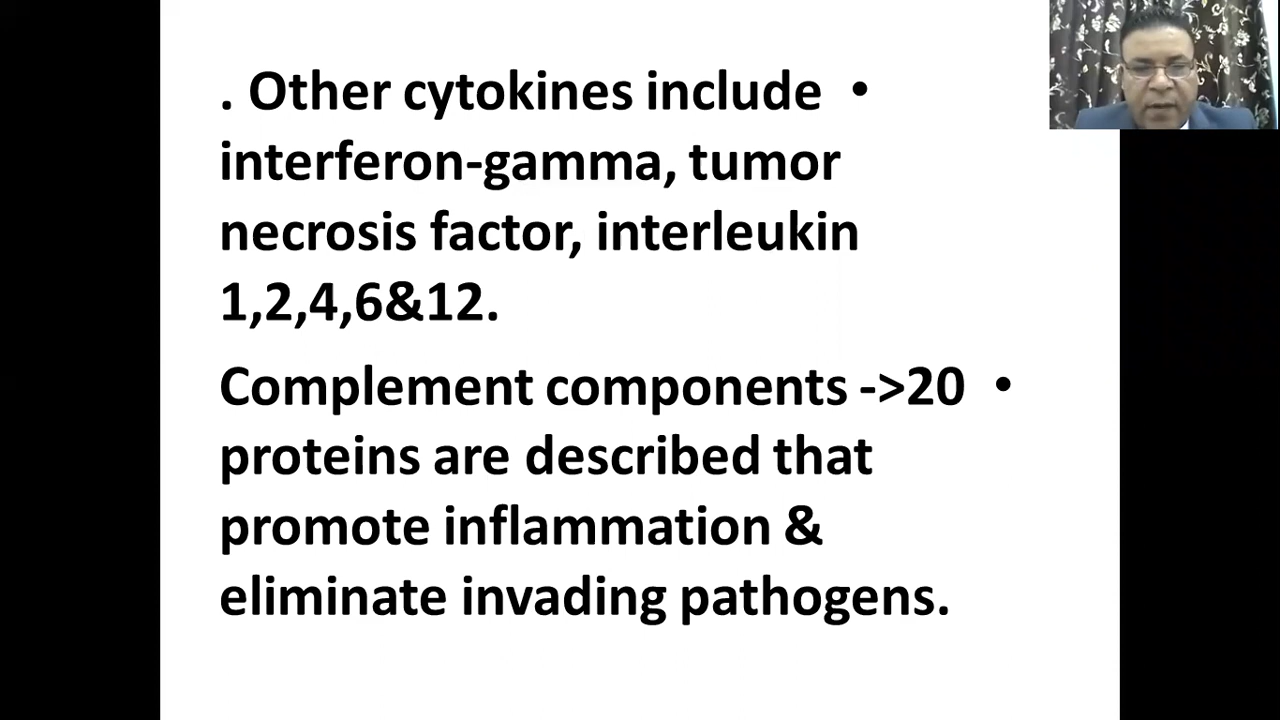 . Other cytokines include •
interferon-gamma, tumor
necrosis factor, interleukin
1,2,4,6&12.
Complement components ->20 •
proteins are described that
promote inflammation &
eliminate invading pathogens.